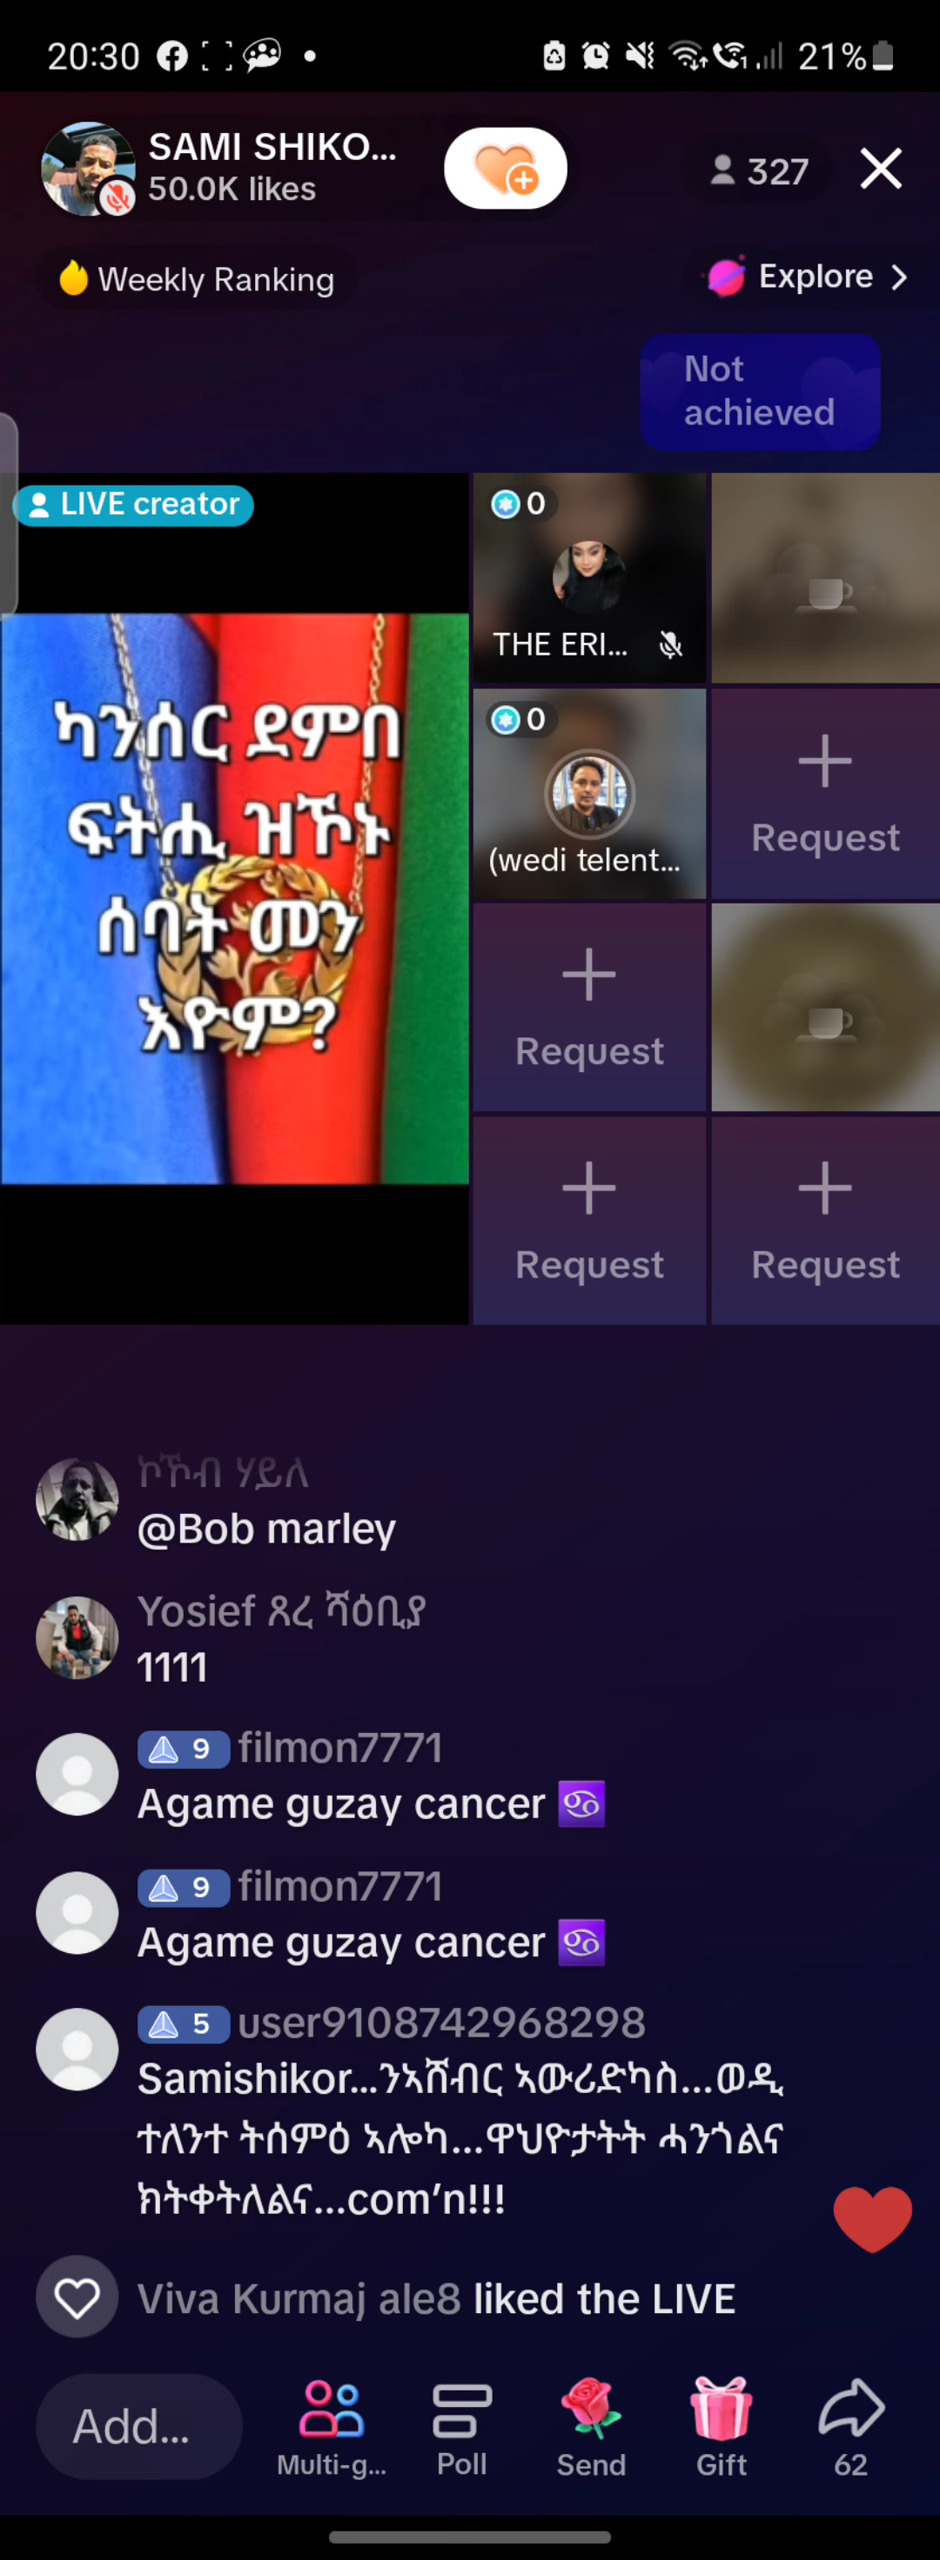 20:30
21%
SAMI SHIKO...
50.0K likes
327
Weekly Ranking
Explore
Not
achieved
LIVE creator
ካንሰር ደምበ
ፍትሒ ዝኾኑ
ሰባት መን
እዮም?
0
THE ERI...
0
(wedi telent...
Request
Request
Request
Request
ኮኾብ ሃይለ
@Bob marley
Yosief ጸረ ሻዕቢያ
1111
9 filmon7771
Agame guzay cancer ♋
9 filmon7771
Agame guzay cancer ♋
5 user9108742968298
Samishikor...ንኣሸብር ኣውሪድካስ...ወዲ
ተለንተ ትሰምዕ ኣሎካ...ዋህዮታትት ሓንጎልና
ክትቀትለልና...com'n!!!
Viva Kurmaj ale8 liked the LIVE
Add...
Multi-g...
Poll
Send
Gift
62